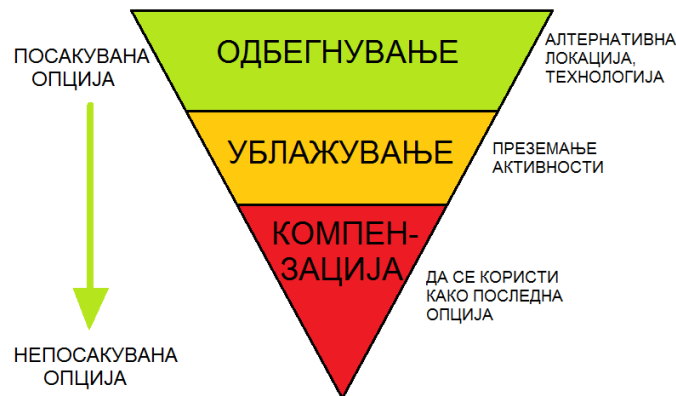 ПОСАКУВАНА
ОПЦИЈА
ОДБЕГНУВАЊЕ
АЛТЕРНАТИВНА
ЛОКАЦИЈА,
ТЕХНОЛОГИЈА
УБЛАЖУВАЊЕ
ПРЕЗЕМАЊЕ
АКТИВНОСТИ
КОМПЕН-
ЗАЦИЈА
ДА СЕ КОРИСТИ
КАКО ПОСЛЕДНА
ОПЦИЈА
НЕПОСАКУВАНА
ОПЦИЈА